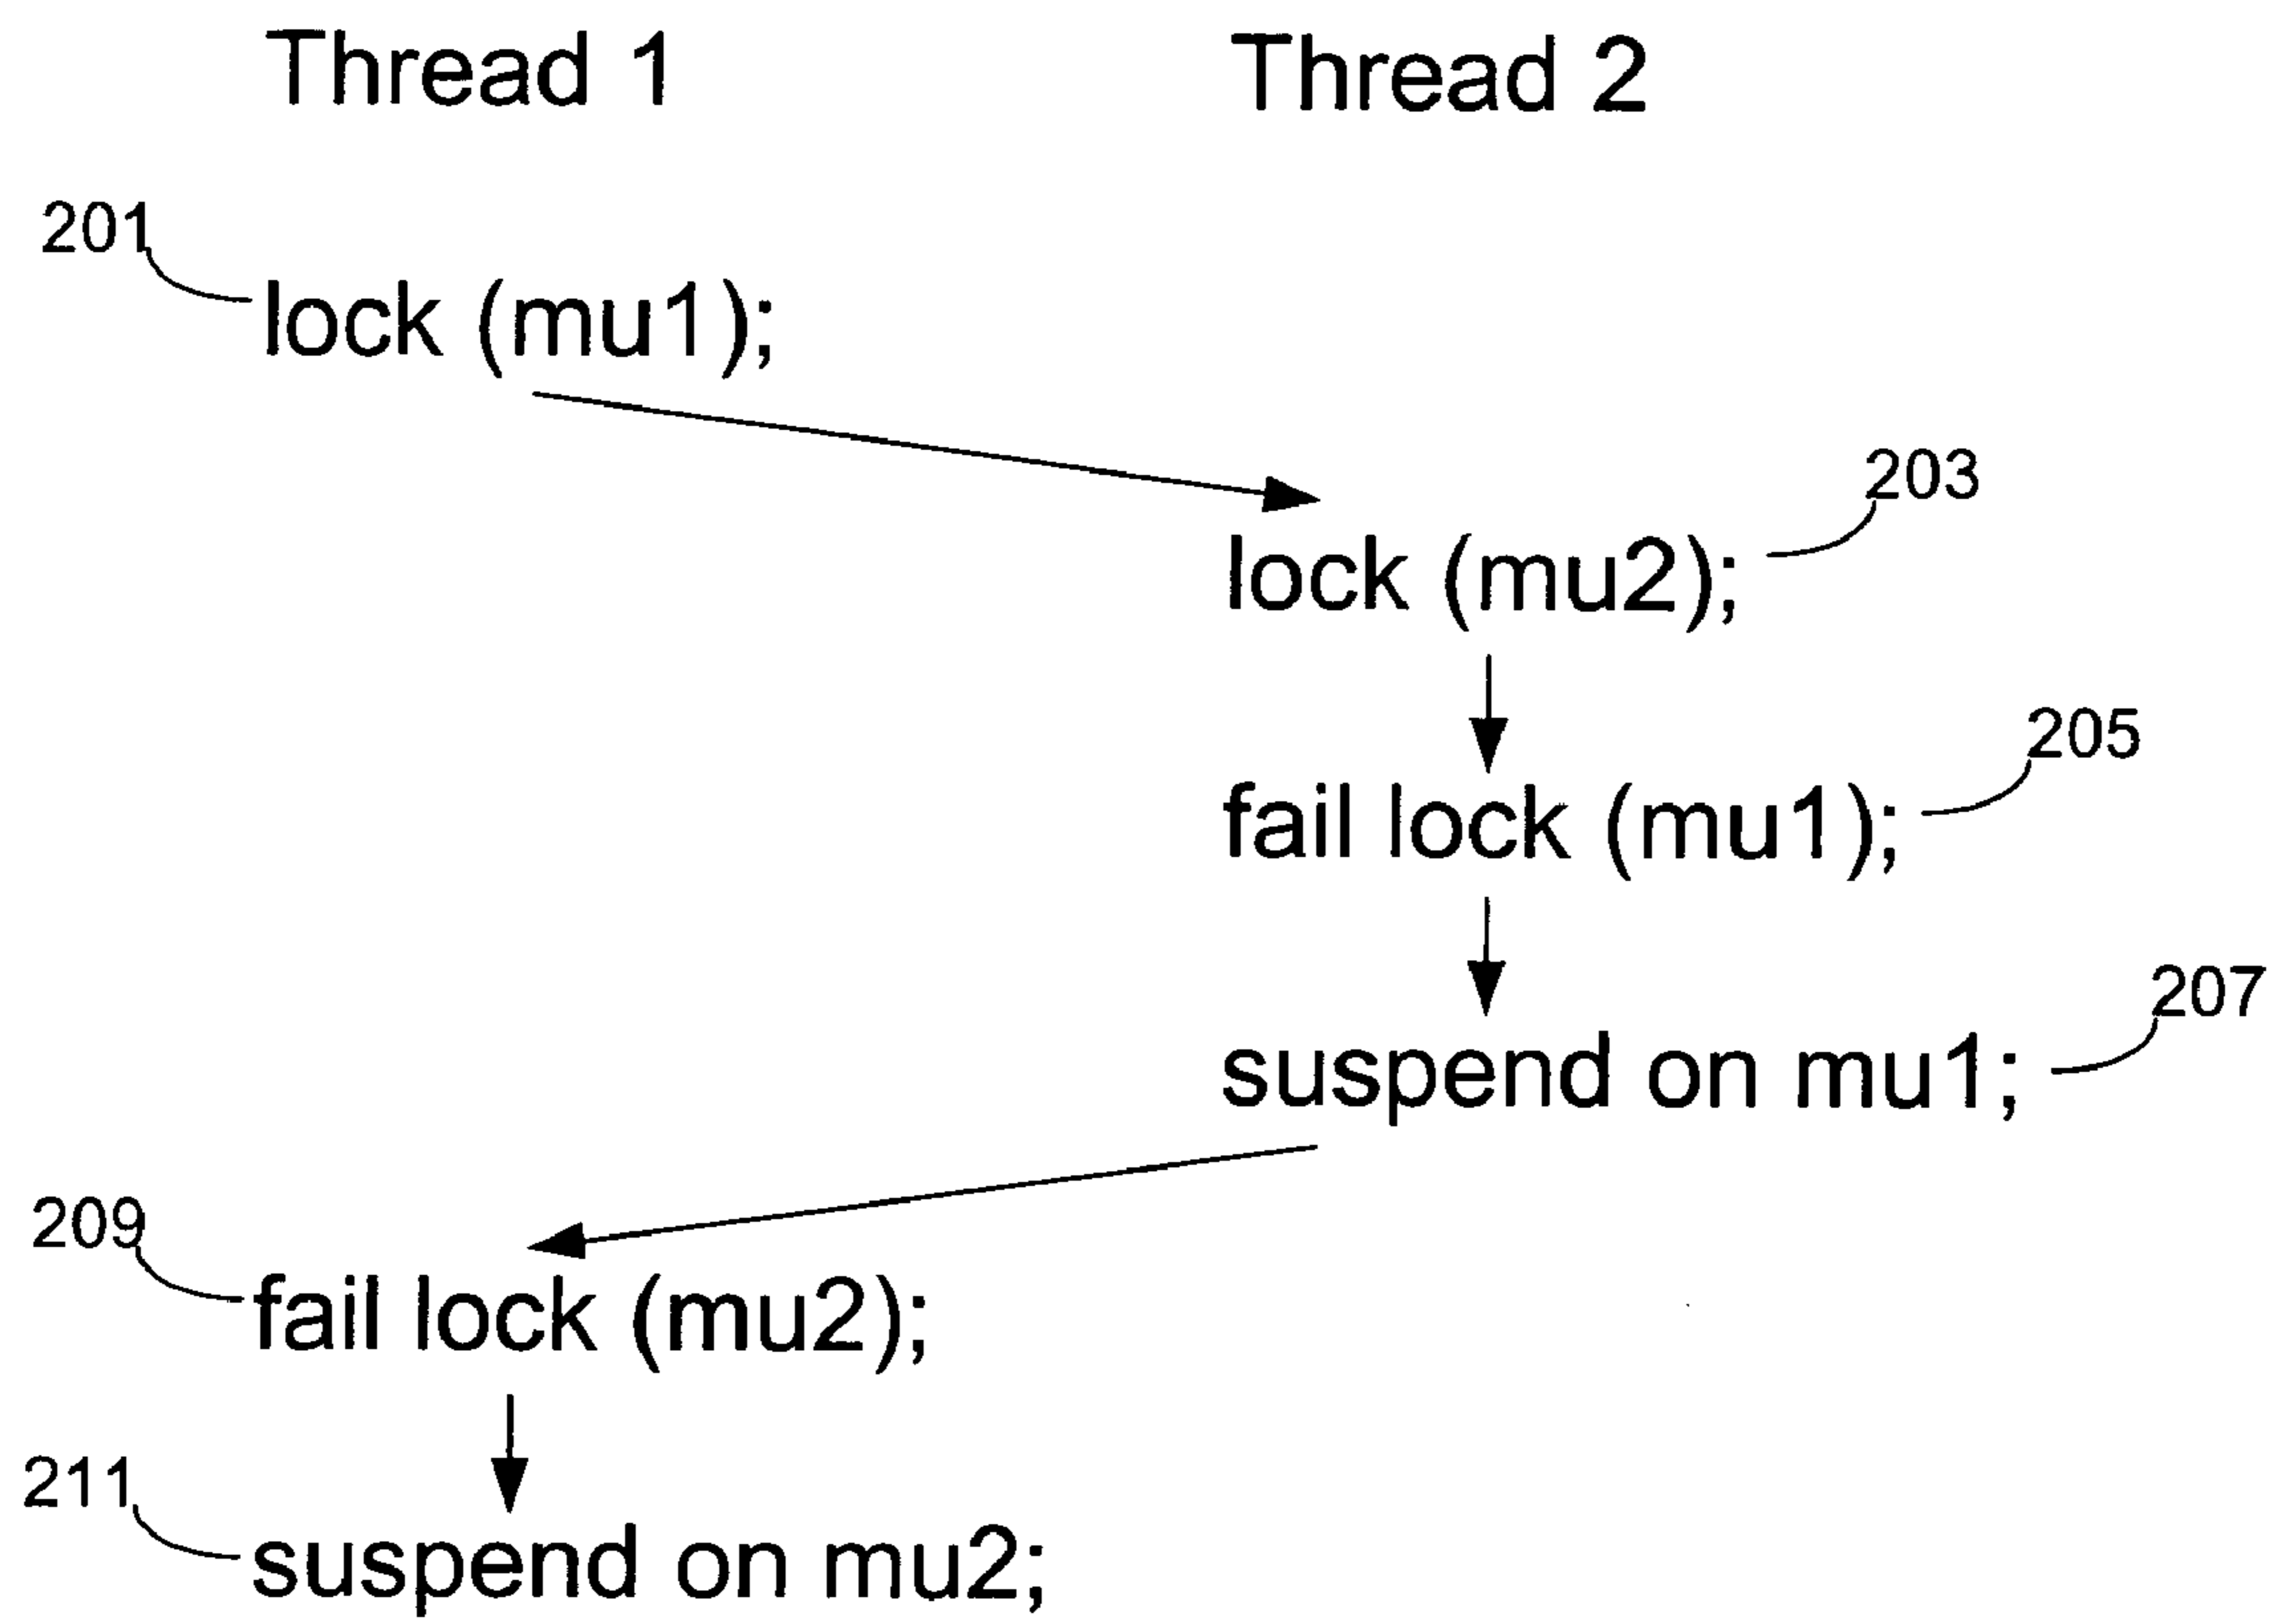 Thread 1
Thread 2
201
lock (mu1);
203
lock (mu2);
205
fail lock (mu1);
207
suspend on mu1;
209
fail lock (mu2);
211
suspend on mu2;